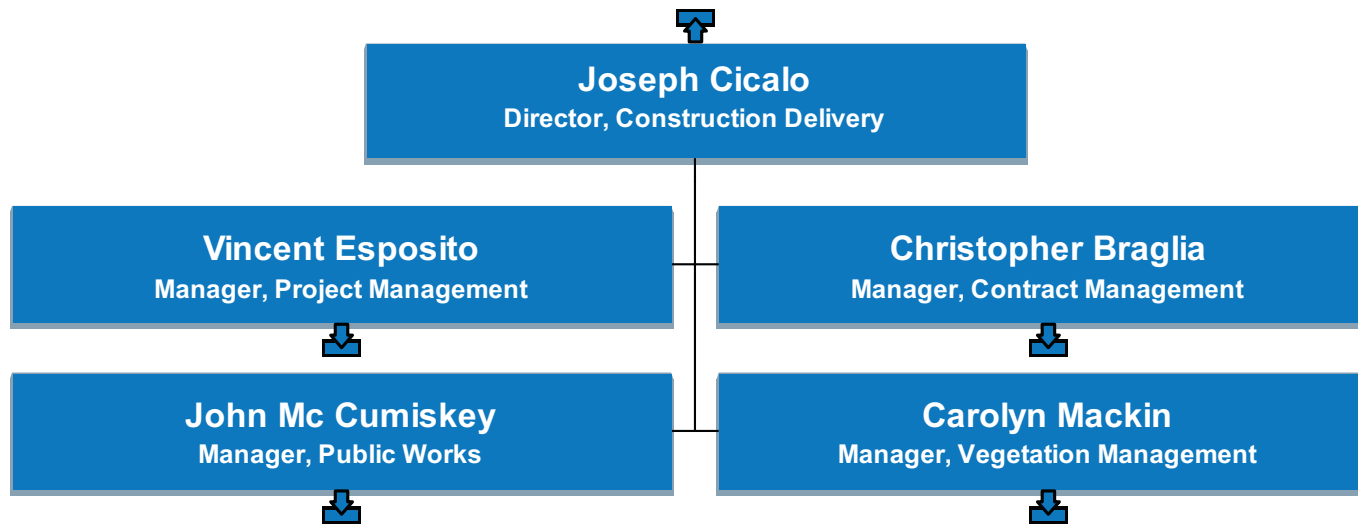 Joseph Cicalo
Director, Construction Delivery
Vincent Esposito
Manager, Project Management
Christopher Braglia
Manager, Contract Management
John Mc Cumiskey
Manager, Public Works
Carolyn Mackin
Manager, Vegetation Management